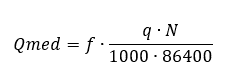 Qmed = f · q · N / 1000 · 86400